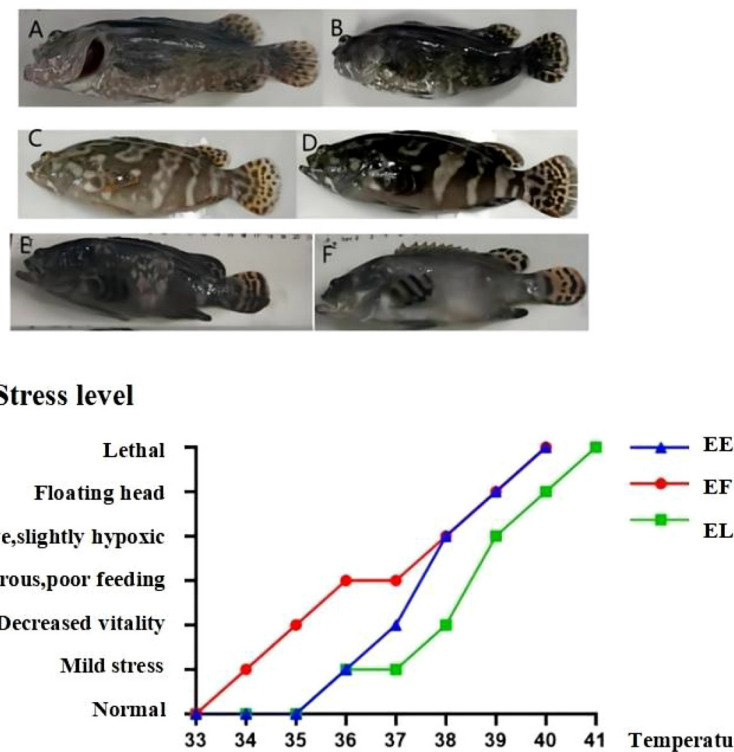 A
B
C
D
E
F
Stress level
Lethal
Floating head
slightly hypoxic
poor feeding
Decreased vitality
Mild stress
Normal
33 34 35 36 37 38 39 40 41
EE
EF
EL